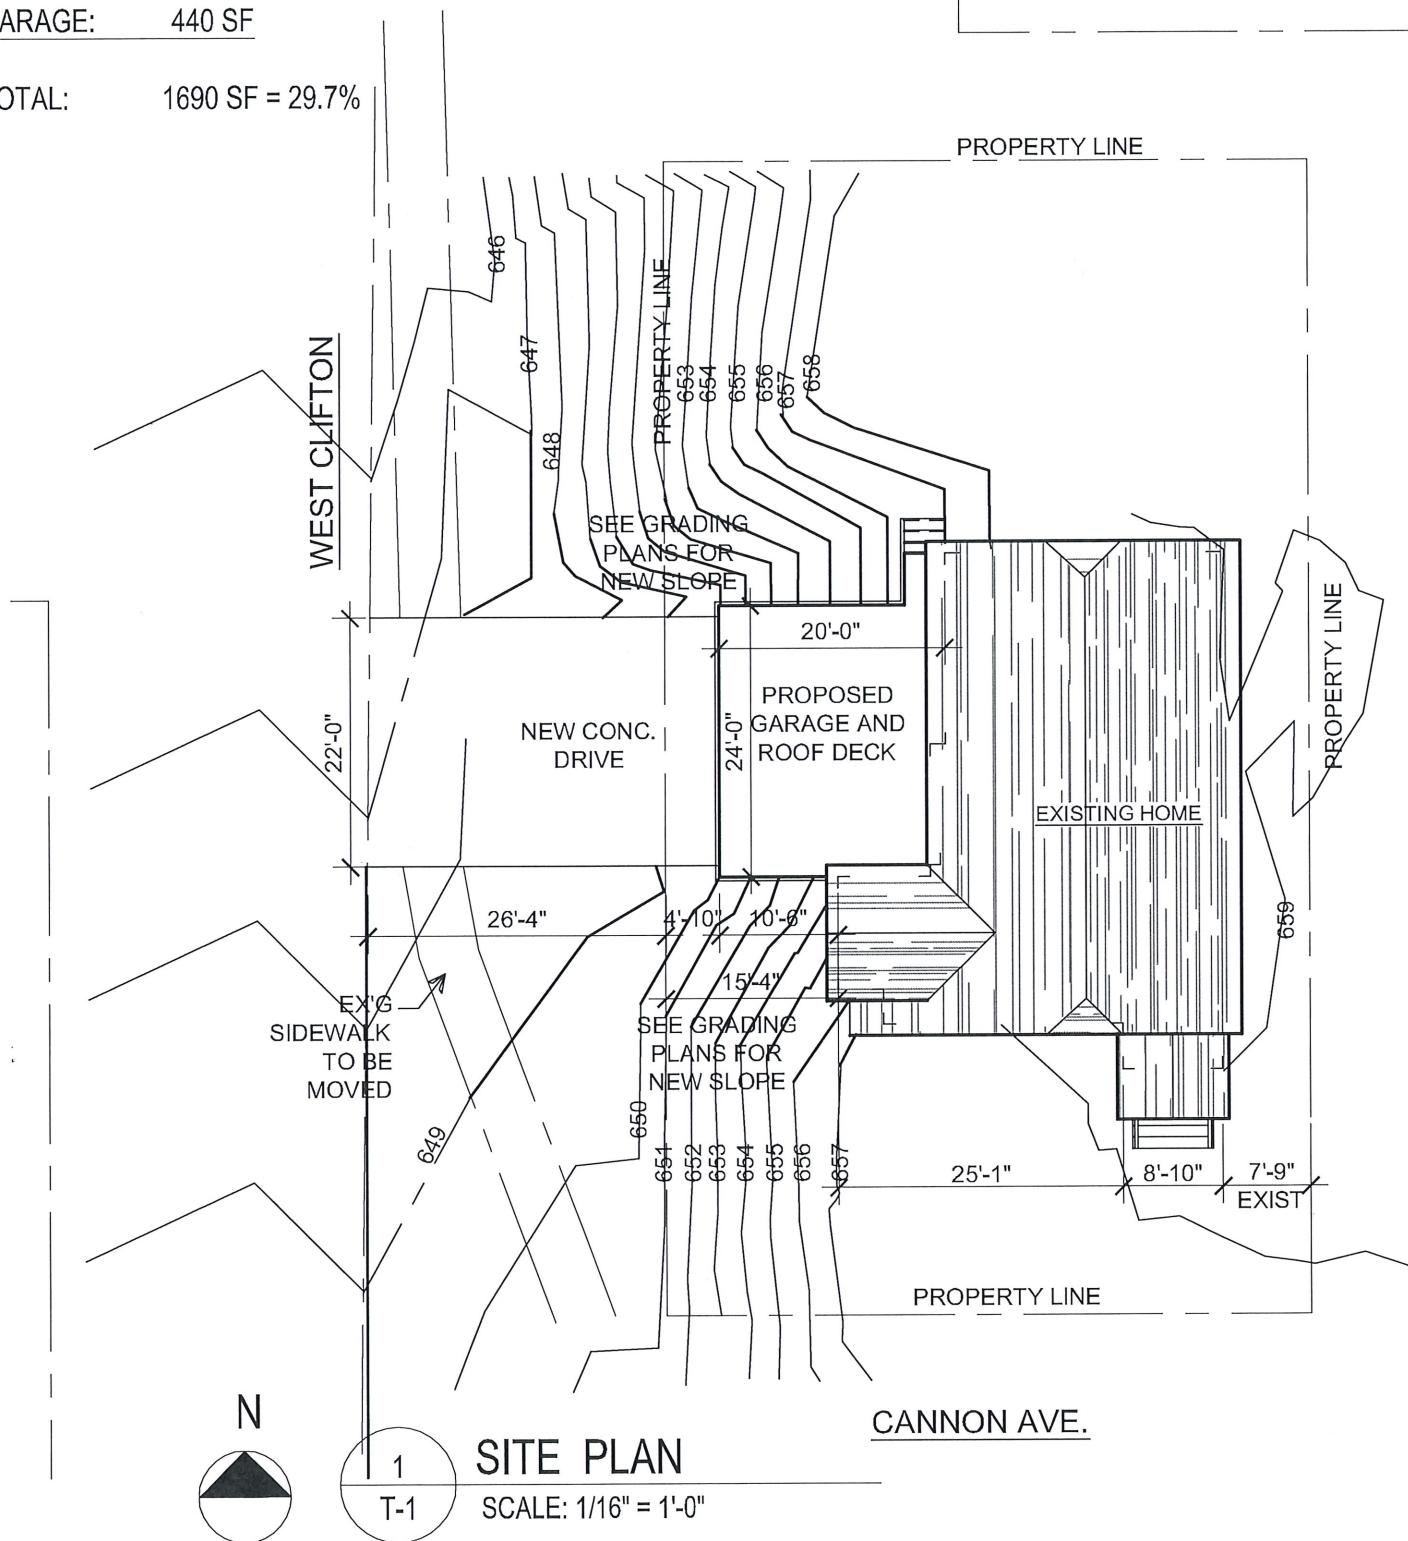 ARAGE: 440 SF
OTAL: 1690 SF = 29.7%
PROPERTY LINE
646
647
648
PROPERTY LINE
653
654
655
656
657
658
WEST CLIFTON
SEE GRADING
PLANS FOR
NEW SLOPE
20'-0"
22'-0"
NEW CONC.
DRIVE
24'-0"
PROPOSED
GARAGE AND
ROOF DECK
EXISTING HOME
PROPERTY LINE
659
26'-4"
4'-10"
10'-6"
15'-4"
EX'G
SIDEWALK
TO BE
MOVED
SEE GRADING
PLANS FOR
NEW SLOPE
649
650
651
652
653
654
655
656
657
25'-1"
8'-10"
7'-9"
EXIST
PROPERTY LINE
CANNON AVE.
N
1
T-1
SITE PLAN
SCALE: 1/16" = 1'-0"